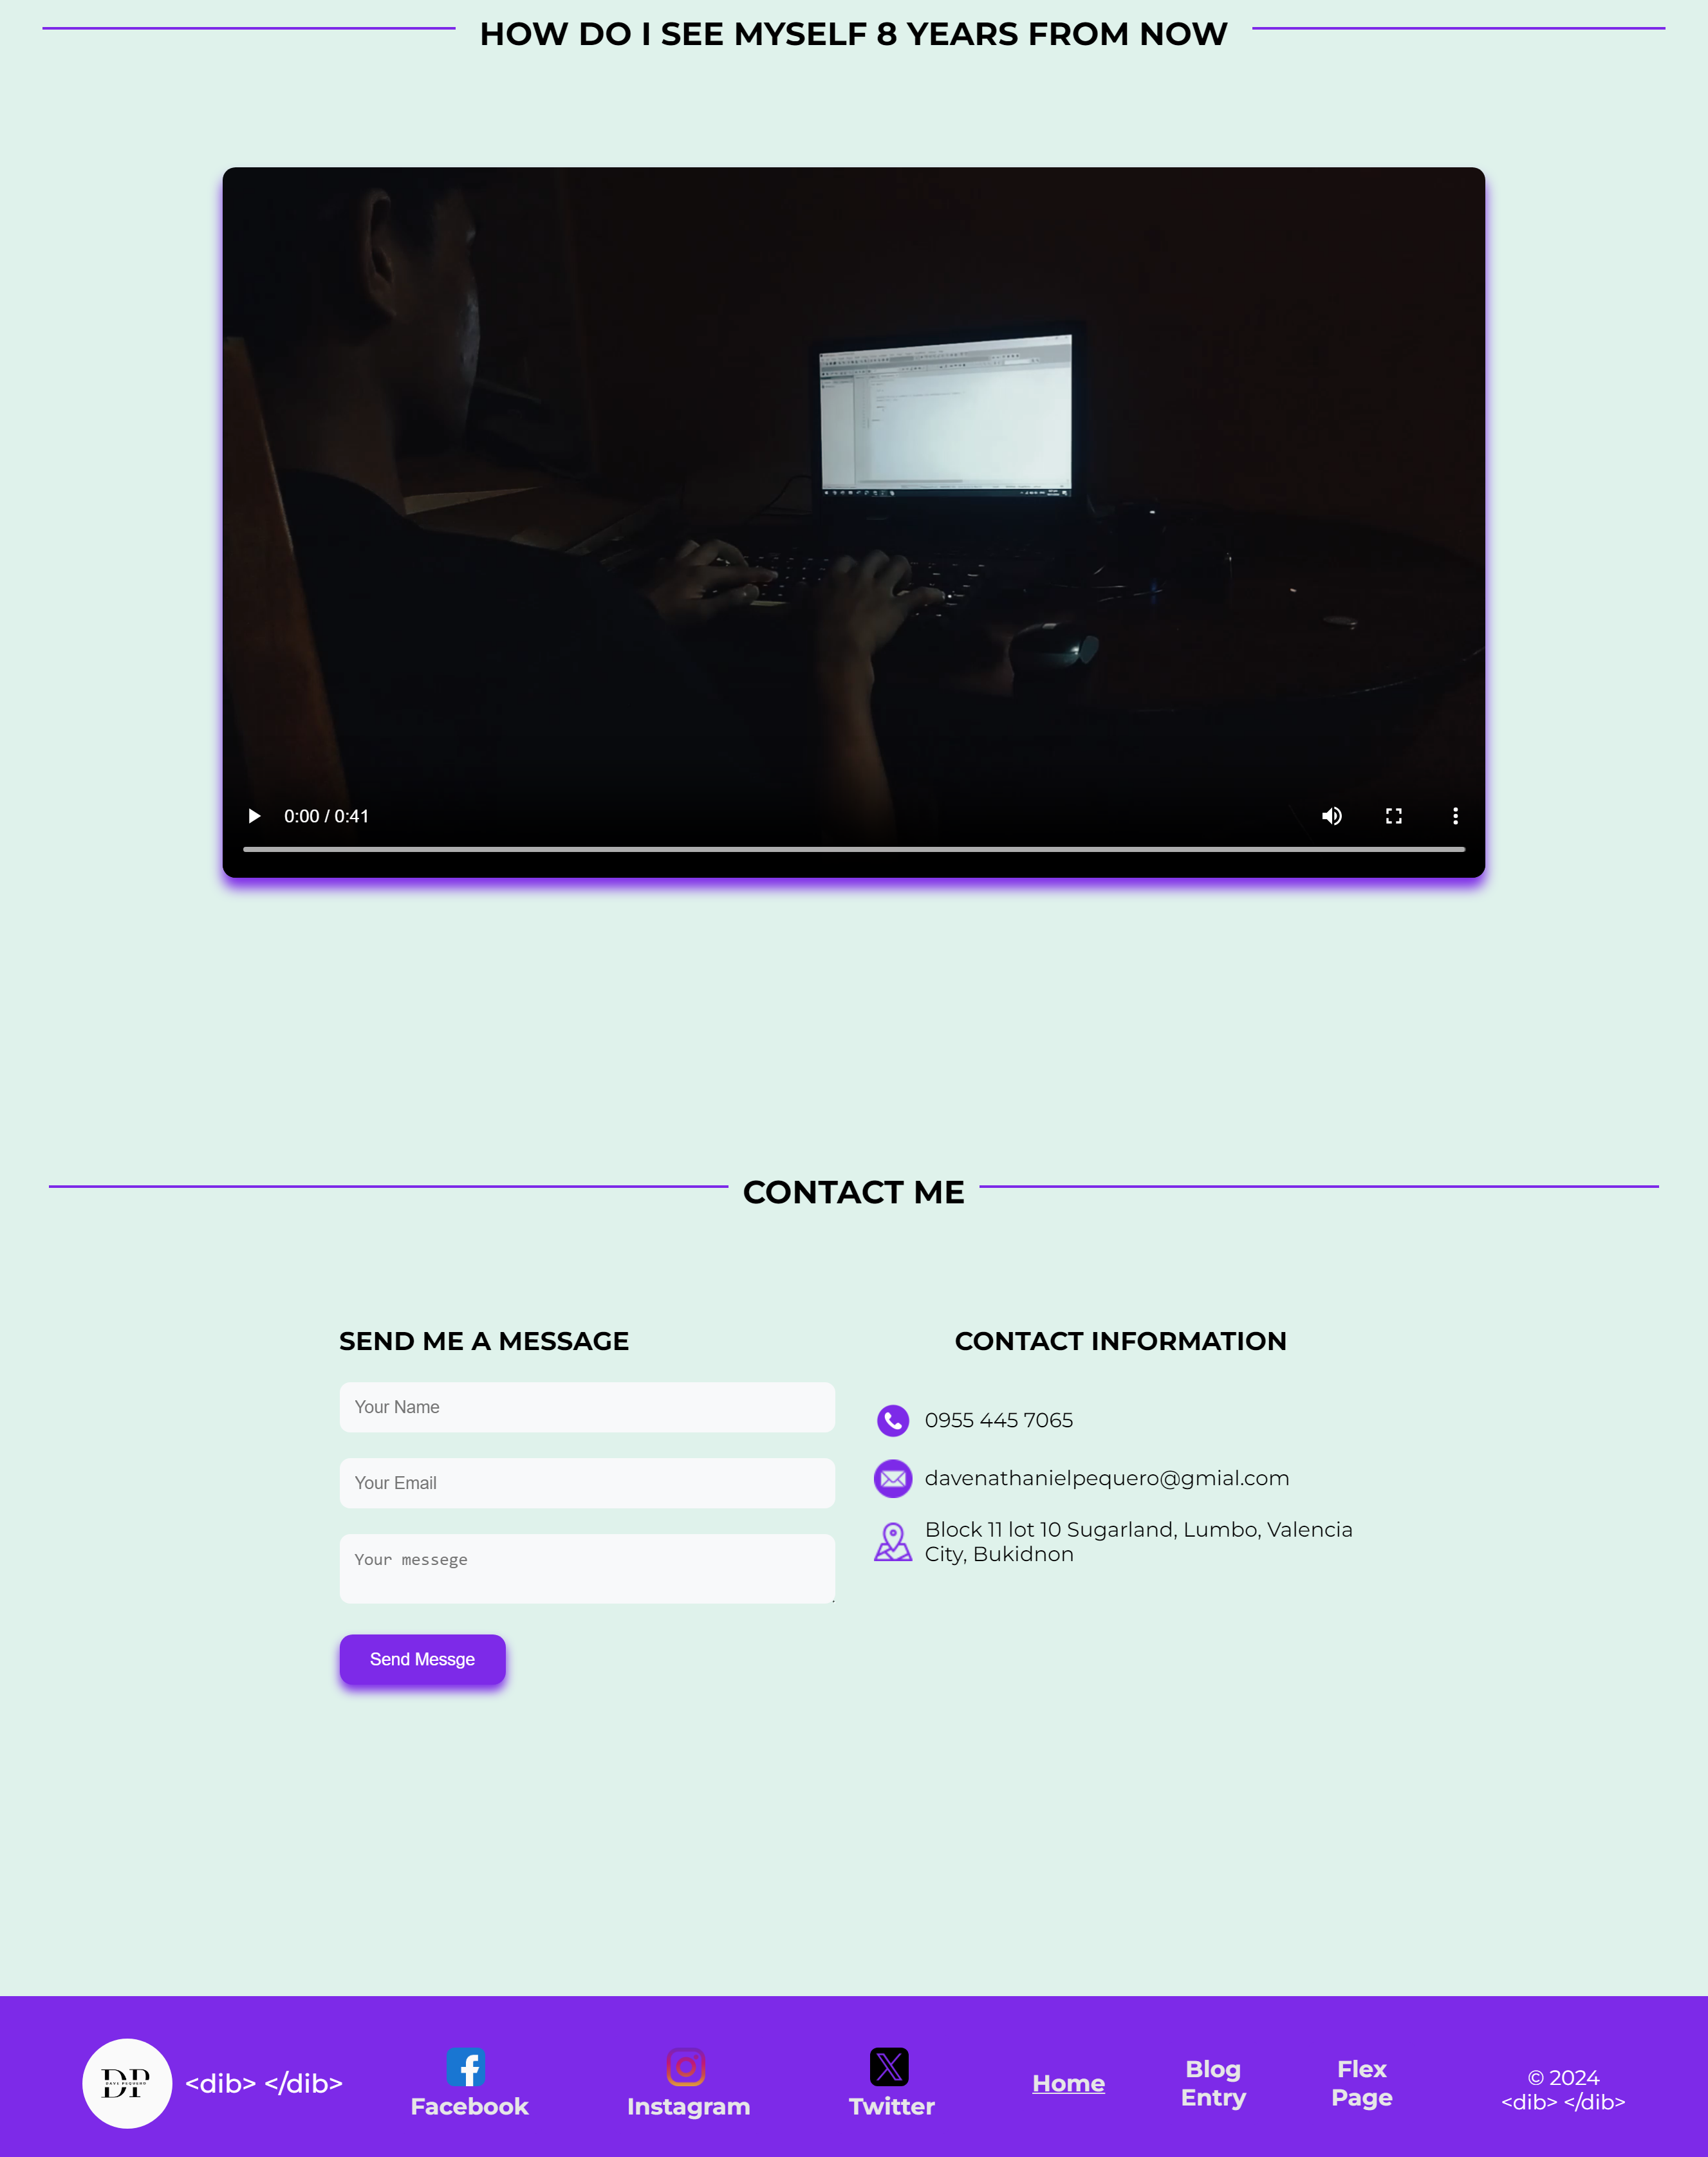 HOW DO I SEE MYSELF 8 YEARS FROM NOW
0:00 / 0:41
CONTACT ME
SEND ME A MESSAGE
Your Name
Your Email
Your messege
Send Messge
CONTACT INFORMATION
0955 445 7065
davenathanielpequero@gmial.com
Block 11 lot 10 Sugarland, Lumbo, Valencia
City, Bukidnon
DP
DAVE PEQUERO
<dib> </dib>
Facebook
Instagram
Twitter
Home
Blog
Entry
Flex
Page
© 2024
<dib> </dib>